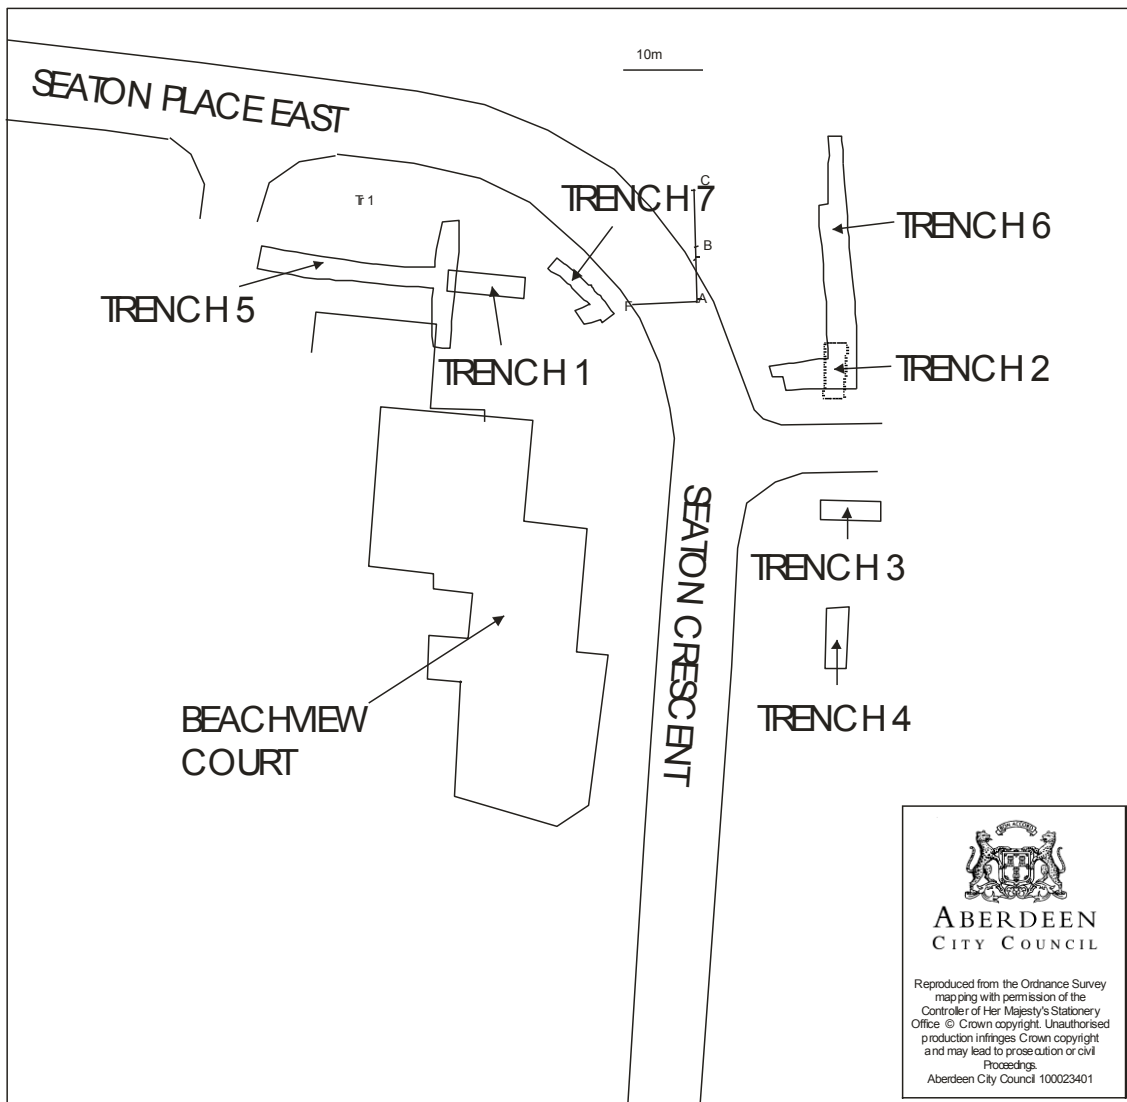 10m
SEATON PLACE EAST
C
TRENCH 7
Tr 1
TRENCH 6
B
TRENCH 5
F
A
TRENCH 1
TRENCH 2
SEATON CRESCENT
TRENCH 3
BEACHVIEW
COURT
TRENCH 4
BON ACCORD
ABERDEEN
CITY COUNCIL
Reproduced from the Ordnance Survey
mapping with permission of the
Controller of Her Majesty's Stationery
Office © Crown copyright. Unauthorised
production infringes Crown copyright
and may lead to prosecution or civil
Proceedings.
Aberdeen City Council 100023401